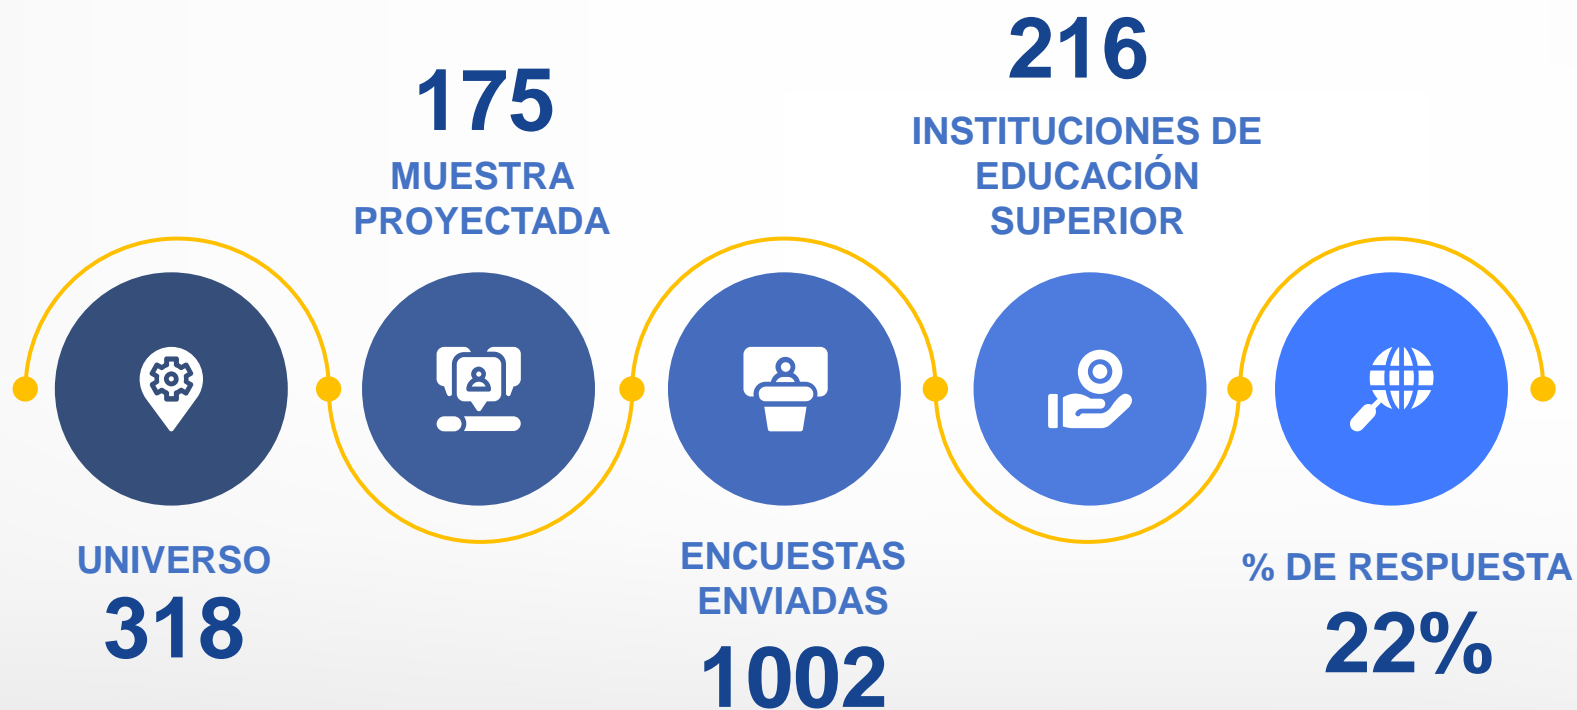 UNIVERSO
318
175
MUESTRA
PROYECTADA
ENCUESTAS
ENVIADAS
1002
216
INSTITUCIONES DE
EDUCACIÓN
SUPERIOR
% DE RESPUESTA
22%